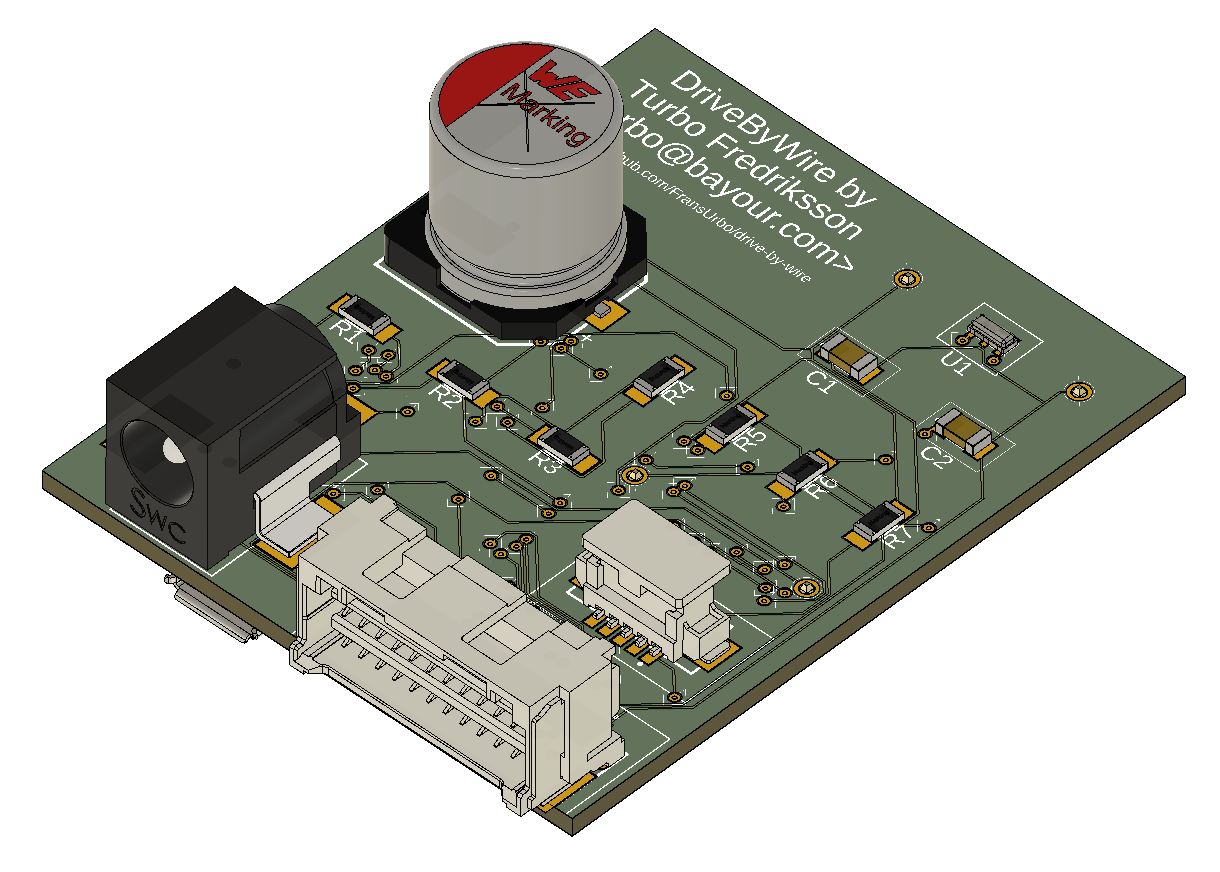 WE
Marking
DriveByWire by
Turbo Fredriksson
rbo@bayour.com>
hub.com/FransUrbo/drive-by-wire
R1
R2
R3
R4
R5
R6
R7
C1
C2
U1
+
SWC